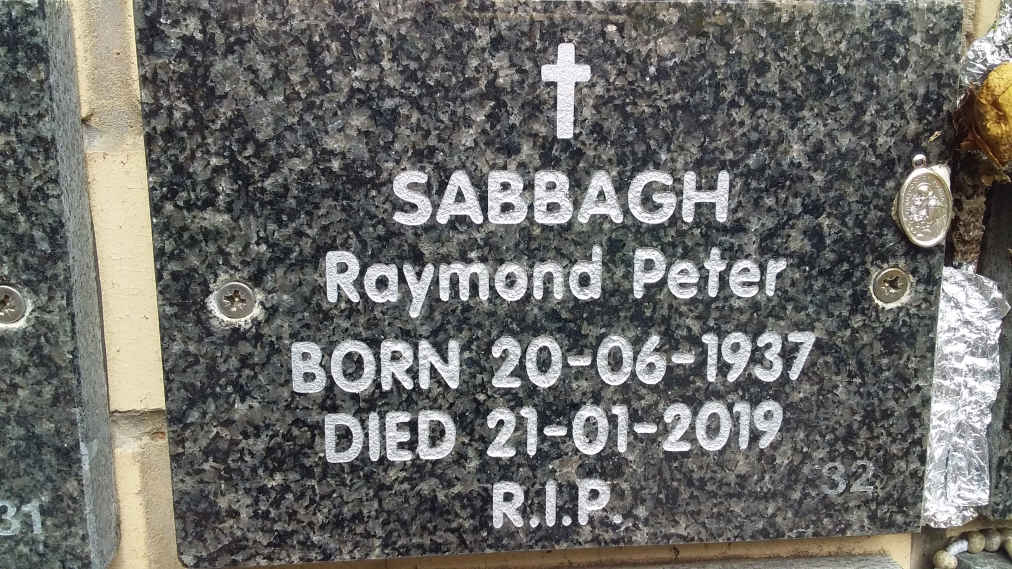 SABBAGH
Raymond Peter
BORN 20-06-1937
DIED 21-01-2019
R.I.P.
32
31